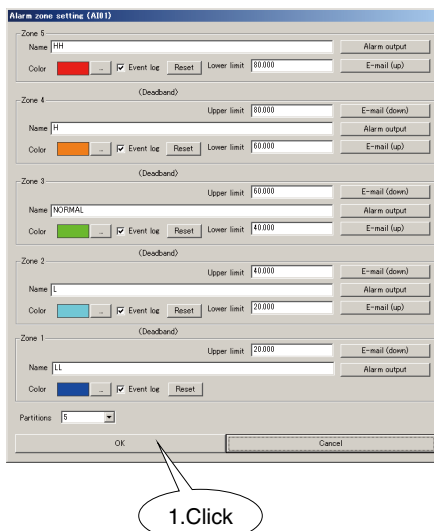 Alarm zone setting (AI01)
Zone 5
Name HH Alarm output
Color ... Event log Reset Lower limit 80.000 E-mail (up)
(Deadband)
Zone 4
Upper limit 80.000 E-mail (down)
Name H Alarm output
Color ... Event log Reset Lower limit 60.000 E-mail (up)
(Deadband)
Zone 3
Upper limit 60.000 E-mail (down)
Name NORMAL Alarm output
Color ... Event log Reset Lower limit 40.000 E-mail (up)
(Deadband)
Zone 2
Upper limit 40.000 E-mail (down)
Name L Alarm output
Color ... Event log Reset Lower limit 20.000 E-mail (up)
(Deadband)
Zone 1
Upper limit 20.000 E-mail (down)
Name LL Alarm output
Color ... Event log Reset
Partitions 5
OK Cancel
1.Click